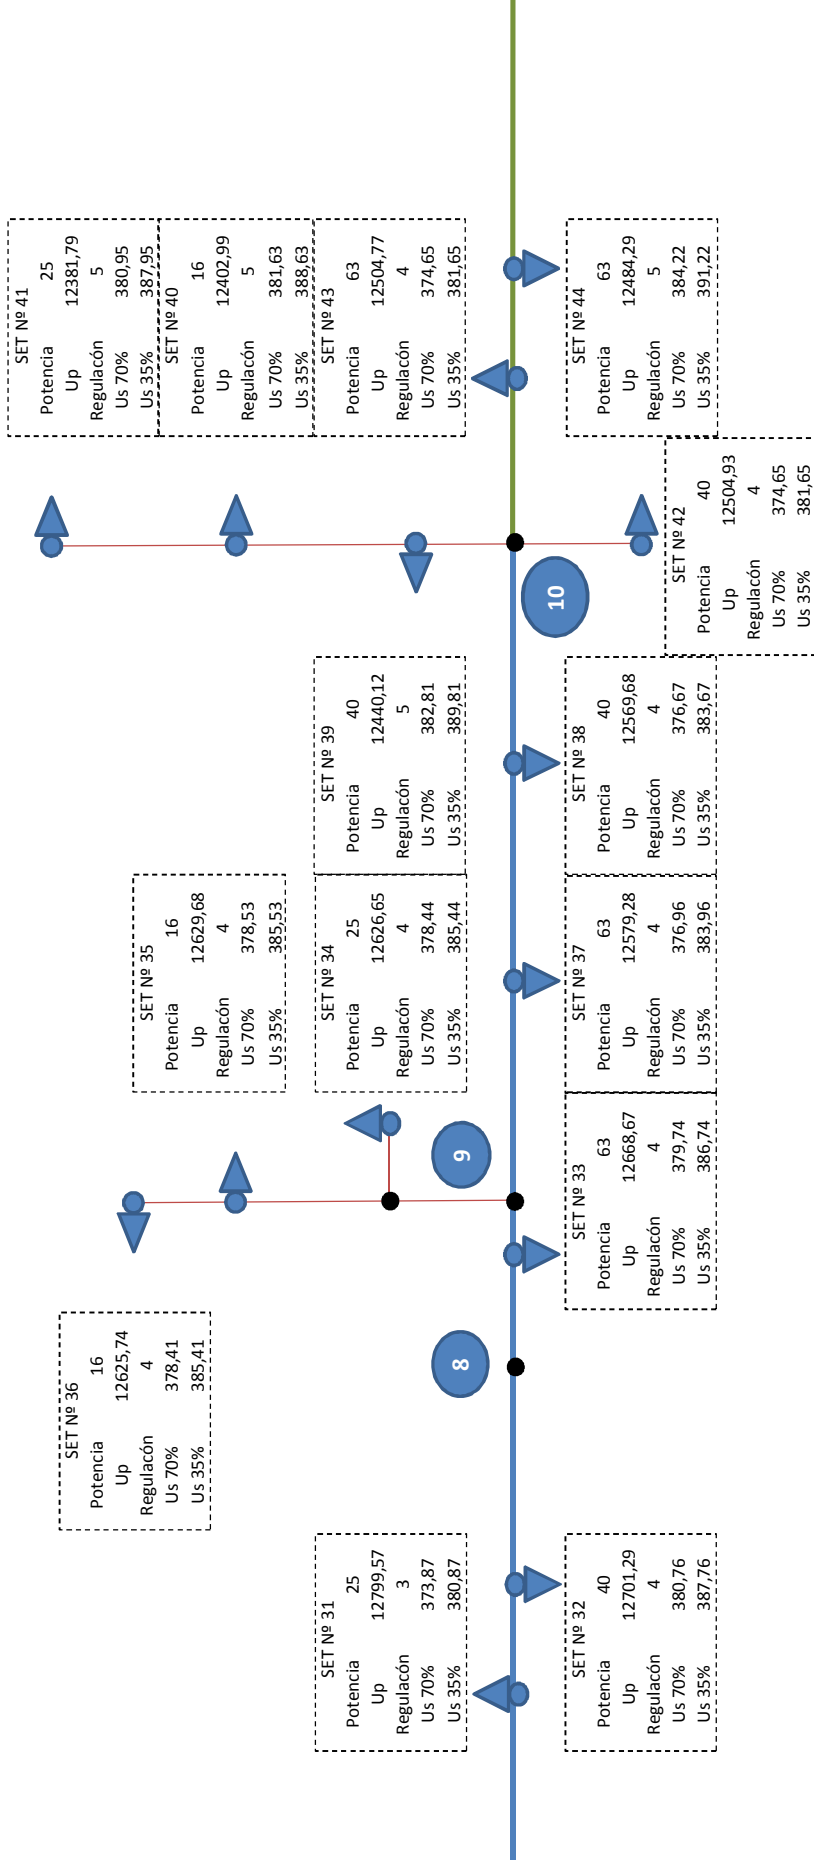 SET Nº 41
Potencia 25
Up 12381,79
Regulacón 5
Us 70% 380,95
Us 35% 387,95
SET Nº 40
Potencia 16
Up 12402,99
Regulacón 5
Us 70% 381,63
Us 35% 388,63
SET Nº 43
Potencia 63
Up 12504,77
Regulacón 4
Us 70% 374,65
Us 35% 381,65
SET Nº 44
Potencia 63
Up 12484,29
Regulacón 5
Us 70% 384,22
Us 35% 391,22
SET Nº 42
Potencia 40
Up 12504,93
Regulacón 4
Us 70% 374,65
Us 35% 381,65
10
SET Nº 39
Potencia 40
Up 12440,12
Regulacón 5
Us 70% 382,81
Us 35% 389,81
SET Nº 38
Potencia 40
Up 12569,68
Regulacón 4
Us 70% 376,67
Us 35% 383,67
SET Nº 35
Potencia 16
Up 12629,68
Regulacón 4
Us 70% 378,53
Us 35% 385,53
SET Nº 34
Potencia 25
Up 12626,65
Regulacón 4
Us 70% 378,44
Us 35% 385,44
SET Nº 37
Potencia 63
Up 12579,28
Regulacón 4
Us 70% 376,96
Us 35% 383,96
9
SET Nº 33
Potencia 63
Up 12668,67
Regulacón 4
Us 70% 379,74
Us 35% 386,74
8
SET Nº 36
Potencia 16
Up 12625,74
Regulacón 4
Us 70% 378,41
Us 35% 385,41
SET Nº 31
Potencia 25
Up 12799,57
Regulacón 3
Us 70% 373,87
Us 35% 380,87
SET Nº 32
Potencia 40
Up 12701,29
Regulacón 4
Us 70% 380,76
Us 35% 387,76